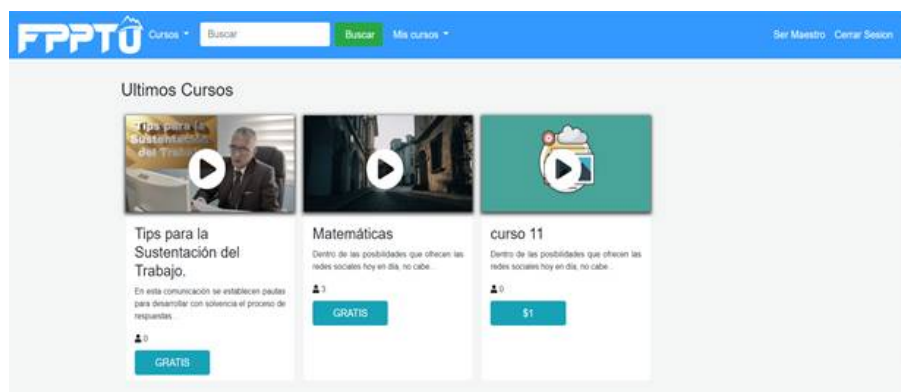 FPPTU
Cursos
Buscar
Buscar
Mis cursos
Ser Maestro
Cerrar Sesion
Ultimos Cursos
Tips para la
Sustentación
del Trabajo
Tips para la
Sustentación del
Trabajo.
En esta comunicación se establecen pautas
para desarrollar con solvencia el proceso de
respuestas...
0
GRATIS
Matemáticas
Dentro de las posibilidades que ofrecen las
redes sociales hoy en día, no cabe...
3
GRATIS
curso 11
Dentro de las posibilidades que ofrecen las
redes sociales hoy en día, no cabe...
0
$1